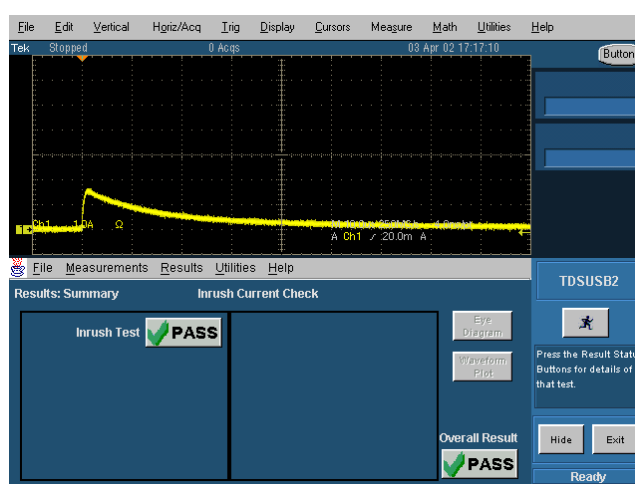 File Edit Vertical Horiz/Acq Trig Display Cursors Measure Math Utilities Help
Tek Stopped 0 Acqs 03 Apr 02 17:17:10
Button
Ch1 1.0A Ω
1
A Ch1 20.0m A
File Measurements Results Utilities Help
Results: Summary Inrush Current Check
Inrush Test PASS
Eye
Diagram
Waveform
Plot
Overall Result
PASS
TDSUSB2
Press the Result Statu
Buttons for details of
that test.
Hide Exit
Ready